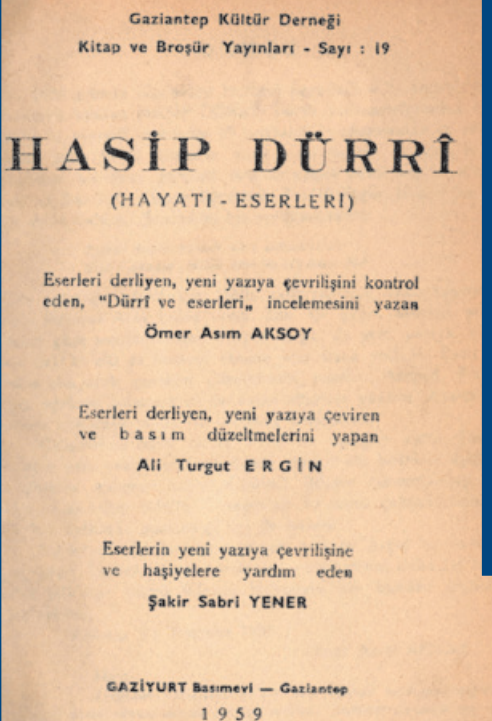 Gaziantep Kültür Derneği
Kitap ve Broşür Yayınları - Sayı : 19
HASİP DÜRRÎ
(HAYATI - ESERLERİ)
Eserleri derliyen, yeni yazıya çevrilişini kontrol
eden, “Dürrî ve eserleri„ incelemesini yazan
Ömer Asım AKSOY
Eserleri derliyen, yeni yazıya çeviren
ve basım düzeltmelerini yapan
Ali Turgut ERGİN
Eserlerin yeni yazıya çevrilişine
ve haşiyelere yardım eden
Şakir Sabri YENER
GAZİYURT Basımevi — Gaziantep
1959